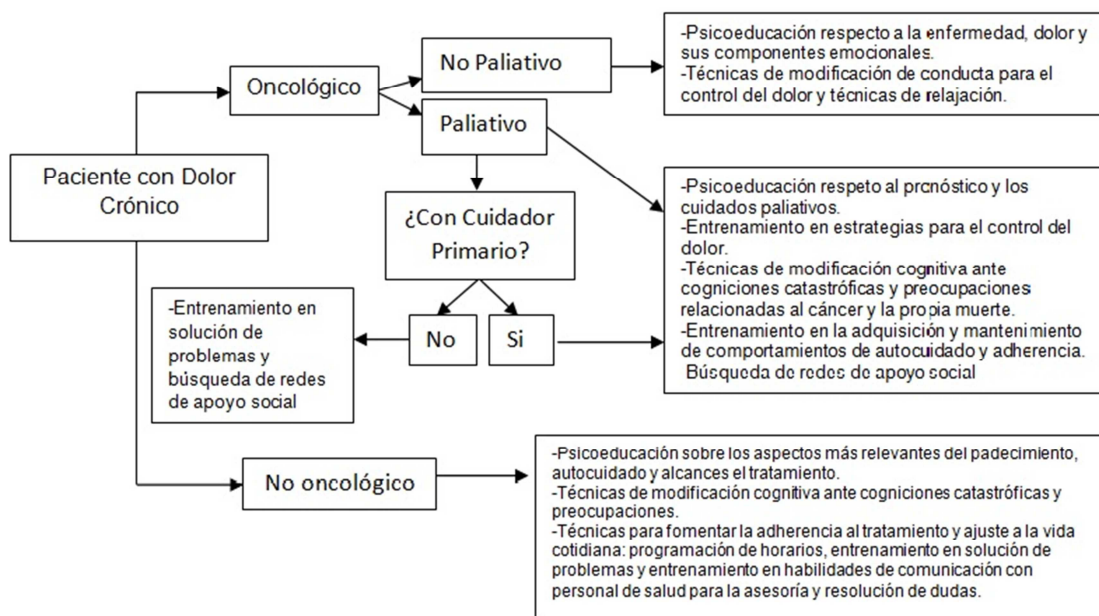 Paciente con Dolor
Crónico
Oncológico
No Paliativo
-Psicoeducación respecto a la enfermedad, dolor y
sus componentes emocionales.
-Técnicas de modificación de conducta para el
control del dolor y técnicas de relajación.
Paliativo
-Psicoeducación respeto al prcnóstico y los
cuidados paliativos.
-Entrenamiento en estrategias para el control del
dolor.
-Técnicas de modificación cognitiva ante
cogniciones catastróficas y preocupaciones
relacionadas al cáncer y la propia muerte.
-Entrenamiento en la adquisición y mantenimiento
de comportamientos de autocuidado y adherencia.
Búsqueda de redes de apoyo social
¿Con Cuidador
Primario?
No
Si
-Entrenamiento en
solución de
problemas y
búsqueda de redes
de apoyo social
No oncológico
-Psicoeducación sobre los aspectos más relevantes del padecimiento,
autocuidado y alcances el tratamiento.
-Técnicas de modificación cognitiva ante cogniciones catastróficas y
preocupaciones.
-Técnicas para fomentar la adherencia al tratamiento y ajuste a la vida
cotidiana: programación de horarios, entrenamiento en solución de
problemas y entrenamiento en habilidades de comunicación con
personal de salud para la asesoría y resolución de dudas.